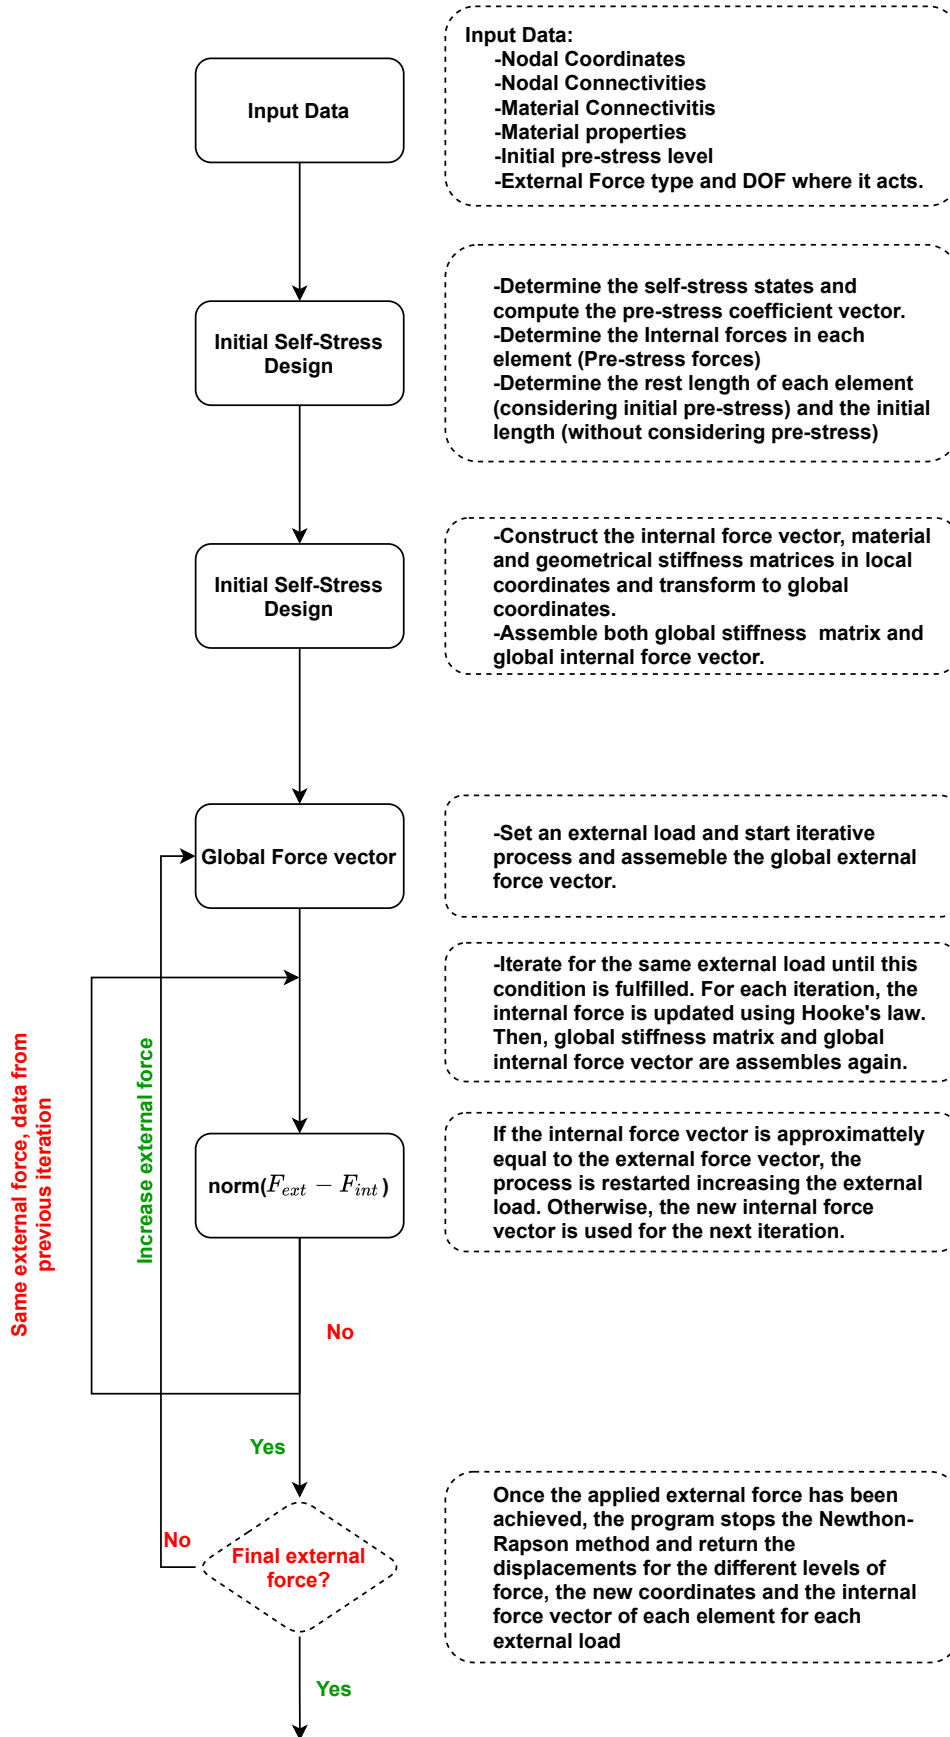 Input Data
Input Data:
-Nodal Coordinates
-Nodal Connectivities
-Material Connectivitis
-Material properties
-Initial pre-stress level
-External Force type and DOF where it acts.
Initial Self-Stress
Design
-Determine the self-stress states and
compute the pre-stress coefficient vector.
-Determine the Internal forces in each
element (Pre-stress forces)
-Determine the rest length of each element
(considering initial pre-stress) and the initial
length (without considering pre-stress)
Initial Self-Stress
Design
-Construct the internal force vector, material
and geometrical stiffness matrices in local
coordinates and transform to global
coordinates.
-Assemble both global stiffness  matrix and
global internal force vector.
Global Force vector
-Set an external load and start iterative
process and assemeble the global external
force vector.
-Iterate for the same external load until this
condition is fulfilled. For each iteration, the
internal force is updated using Hooke's law.
Then, global stiffness matrix and global
internal force vector are assembles again.
Same external force, data from
previous iteration
Increase external force
norm(F_ext − F_int)
If the internal force vector is approximattely
equal to the external force vector, the
process is restarted increasing the external
load. Otherwise, the new internal force
vector is used for the next iteration.
No
Yes
No
Final external
force?
Once the applied external force has been
achieved, the program stops the Newthon-
Rapson method and return the
displacements for the different levels of
force, the new coordinates and the internal
force vector of each element for each
external load
Yes